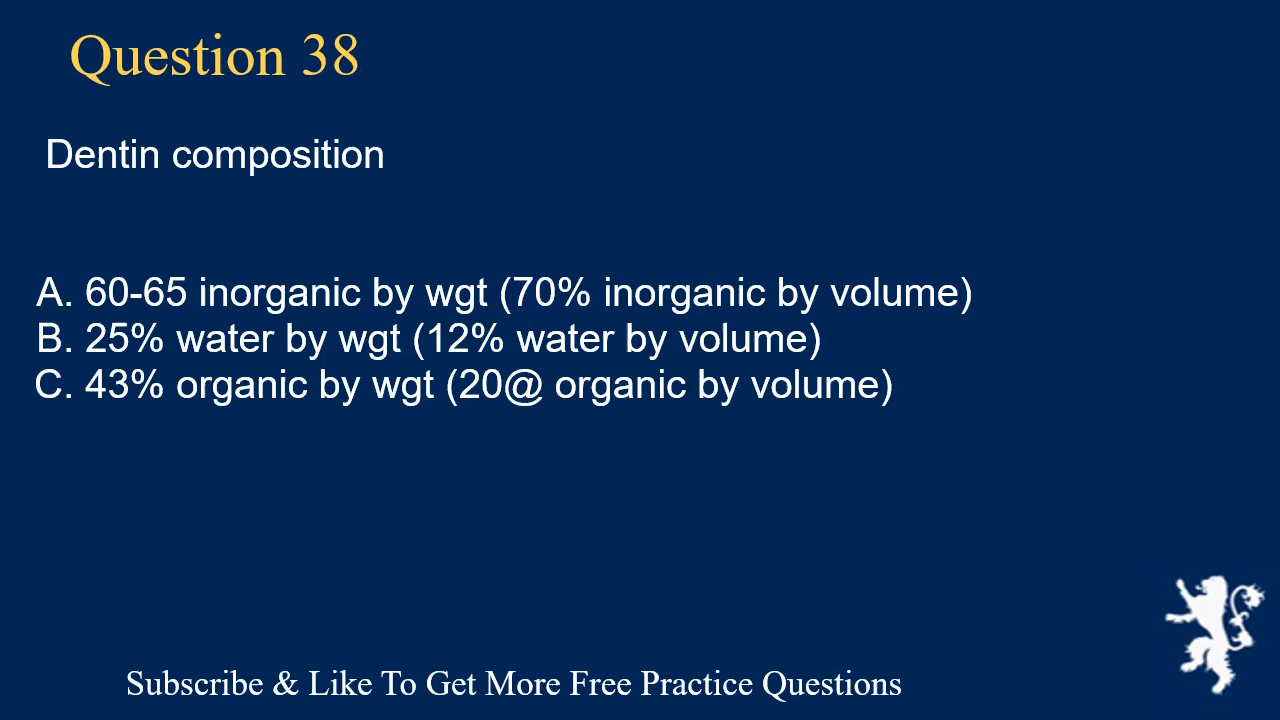 Question 38
Dentin composition
A. 60-65 inorganic by wgt (70% inorganic by volume)
B. 25% water by wgt (12% water by volume)
C. 43% organic by wgt (20@ organic by volume)
Subscribe & Like To Get More Free Practice Questions